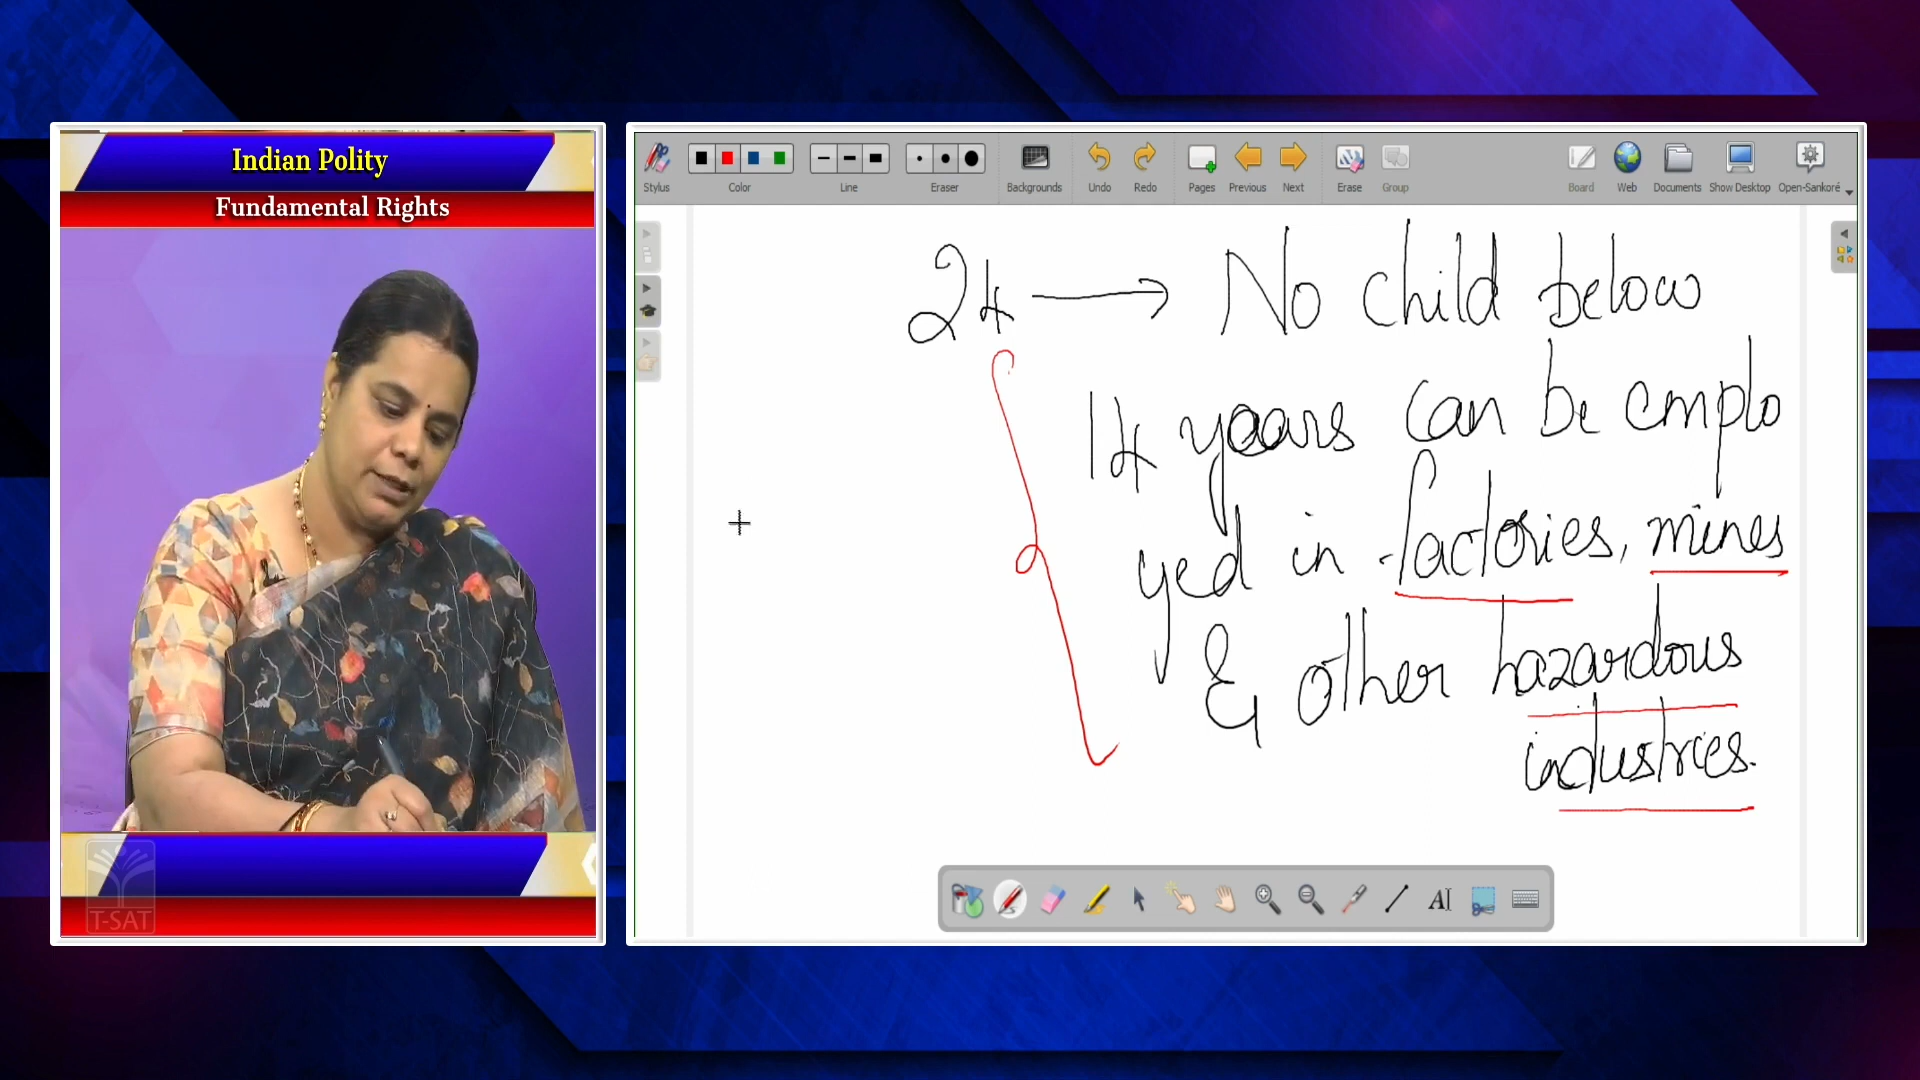 Indian Polity
Fundamental Rights
T-SAT
Stylus
Color
Line
Eraser
Backgrounds
Undo
Redo
Pages
Previous
Next
Erase
Group
Board
Web
Documents
Show Desktop
Open-Sankoré
24 → No child below
14 years can be emplo
yed in factories, mines
& other hazardous
industries.
AI